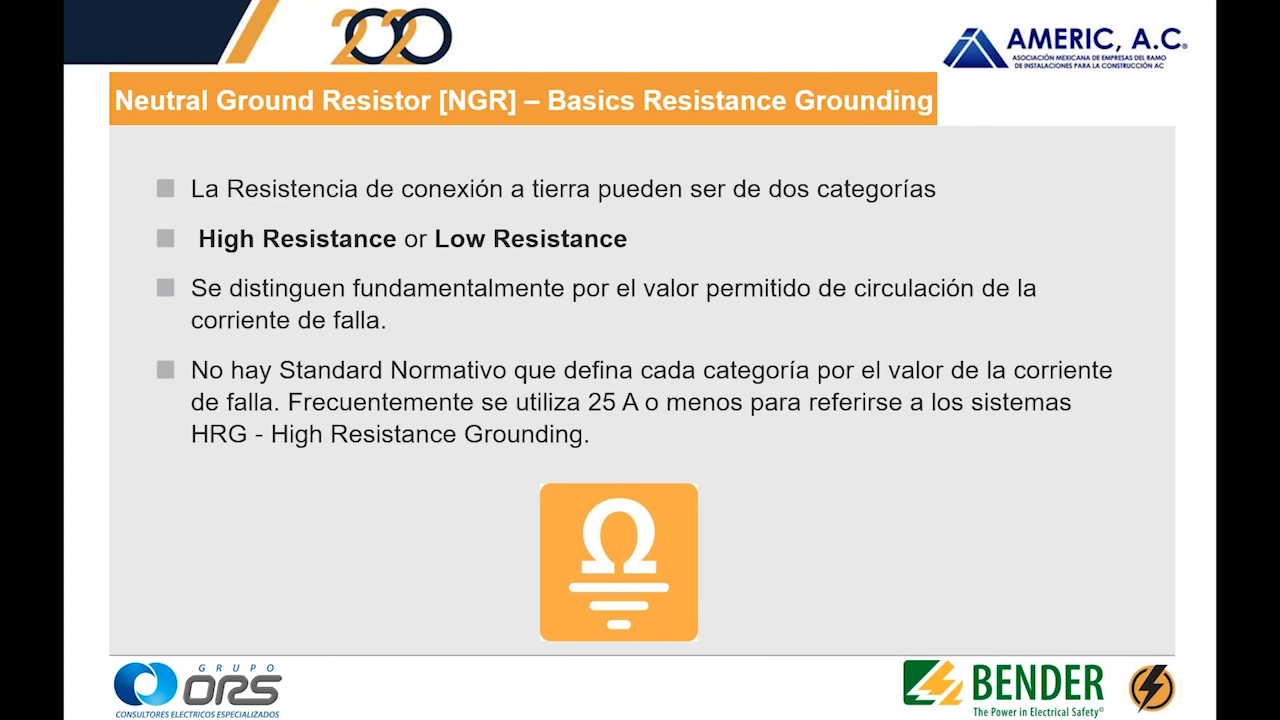 2020
AMERIC, A.C.®
ASOCIACIÓN MEXICANA DE EMPRESAS DEL RAMO
DE INSTALACIONES PARA LA CONSTRUCCIÓN AC
Neutral Ground Resistor [NGR] – Basics Resistance Grounding
La Resistencia de conexión a tierra pueden ser de dos categorías
High Resistance or Low Resistance
Se distinguen fundamentalmente por el valor permitido de circulación de la
corriente de falla.
No hay Standard Normativo que defina cada categoría por el valor de la corriente
de falla. Frecuentemente se utiliza 25 A o menos para referirse a los sistemas
HRG - High Resistance Grounding.
Ω
GRUPO
ORS
CONSULTORES ELECTRICOS ESPECIALIZADOS
BENDER
The Power in Electrical Safety©